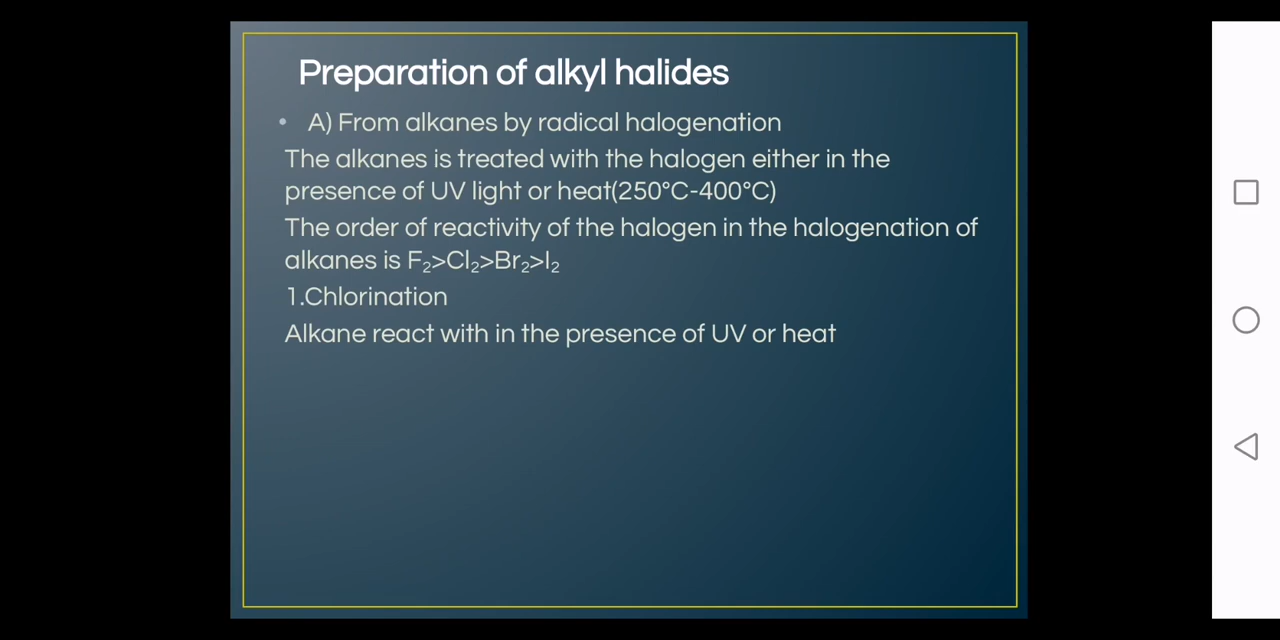 Preparation of alkyl halides
• A) From alkanes by radical halogenation
The alkanes is treated with the halogen either in the
presence of UV light or heat(250°C-400°C)
The order of reactivity of the halogen in the halogenation of
alkanes is F₂>Cl₂>Br₂>I₂
1.Chlorination
Alkane react with in the presence of UV or heat